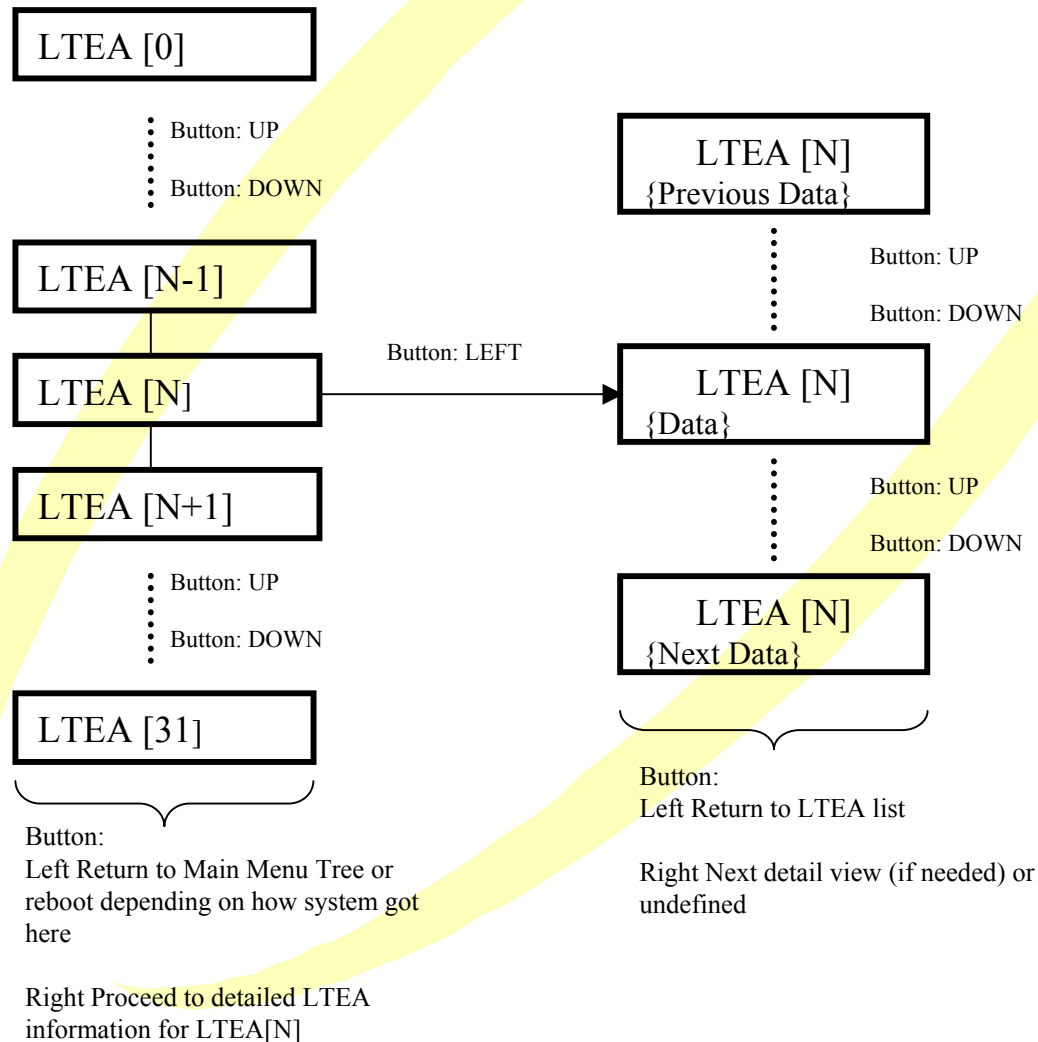 LTEA [0]
Button: UP
Button: DOWN
LTEA [N-1]
LTEA [N]
LTEA [N+1]
Button: UP
Button: DOWN
LTEA [31]
Button:
Left Return to Main Menu Tree or
reboot depending on how system got
here
Right Proceed to detailed LTEA
information for LTEA[N]
Button: LEFT
LTEA [N]
{Previous Data}
Button: UP
Button: DOWN
LTEA [N]
{Data}
Button: UP
Button: DOWN
LTEA [N]
{Next Data}
Button:
Left Return to LTEA list
Right Next detail view (if needed) or
undefined